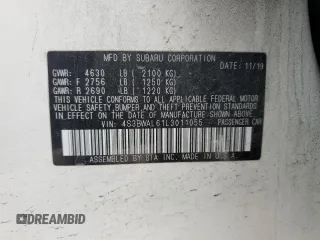 MFD BY SUBARU CORPORATION
DATE 11/19
GVWR: 4630 LB ( 2100 KG)
GAWR: F 2756 LB ( 1250 KG)
GAWR: R 2690 LB ( 1220 KG)
THIS VEHICLE CONFORMS TO ALL APPLICABLE FEDERAL MOTOR
VEHICLE SAFETY, BUMPER, AND THEFT PREVENTION STANDARDS
IN EFFECT ON THE DATE OF MANUFACTURE SHOWN ABOVE.
VIN: 4S3BWAL61L3011055 PASSENGER CAR
ASSEMBLED BY SIA, INC. MADE IN U.S.A.
© iDRIVEBID